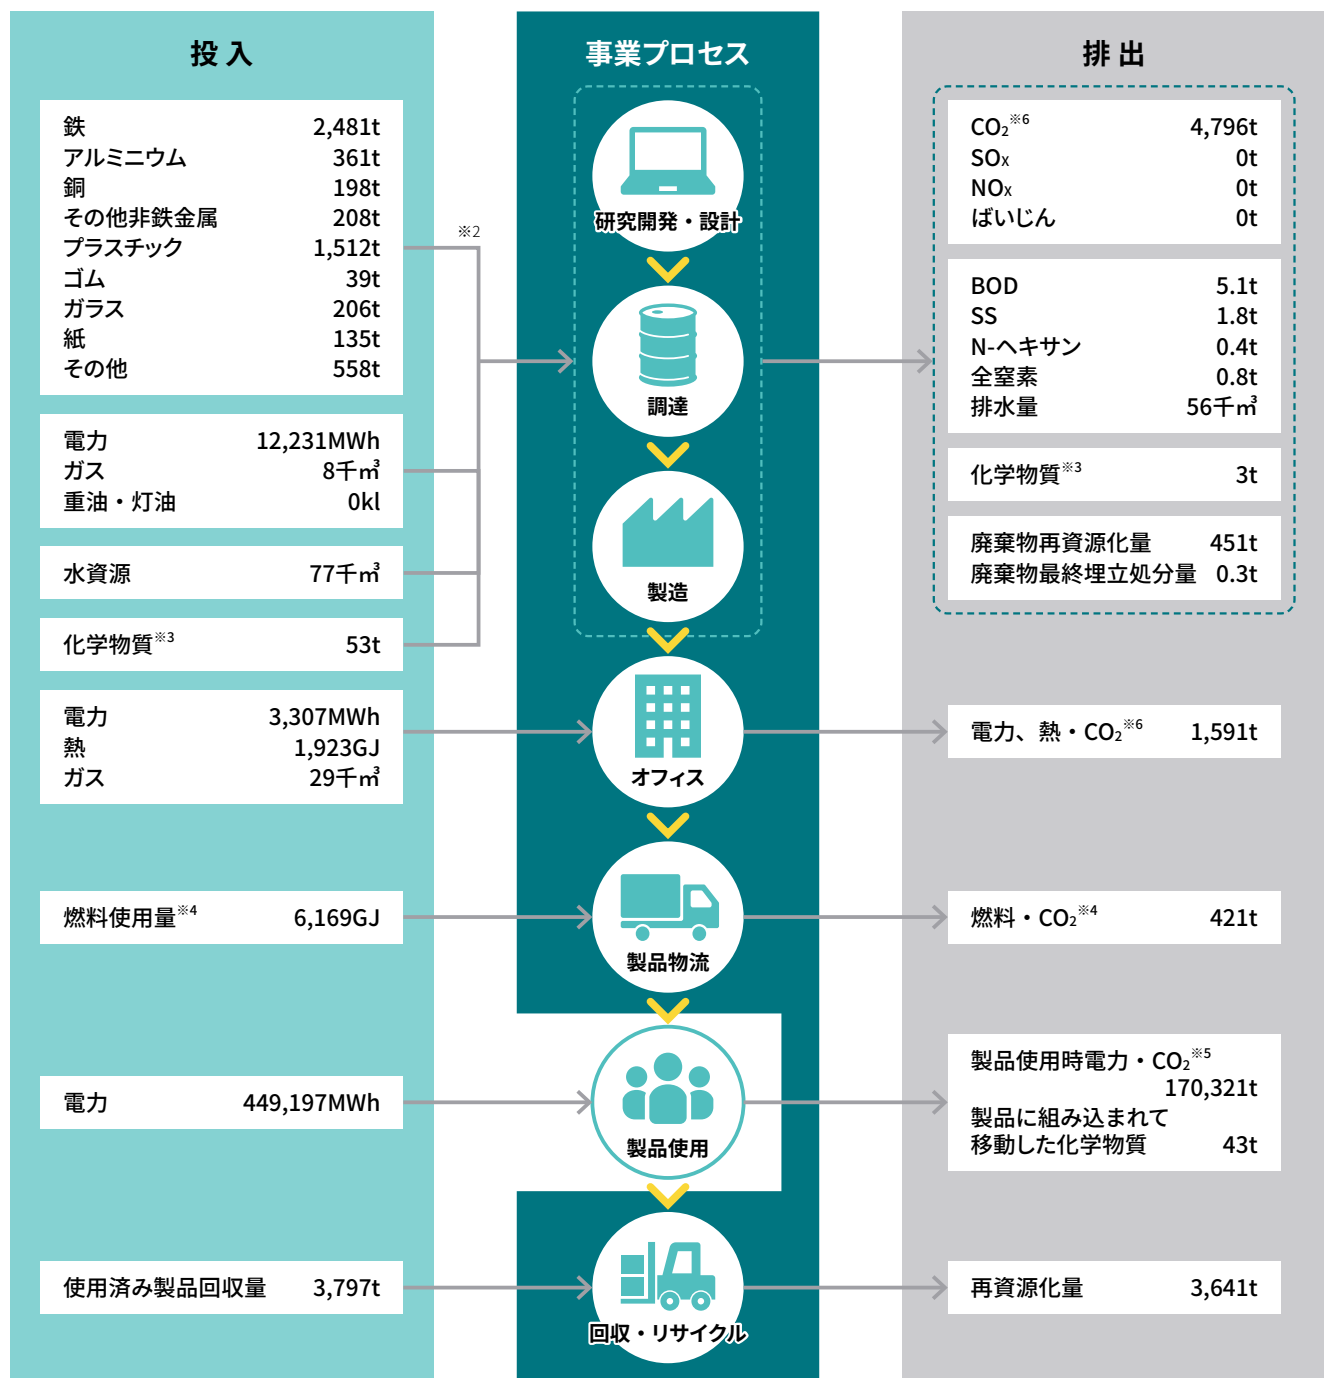 投入
鉄 2,481t
アルミニウム 361t
銅 198t
その他非鉄金属 208t
プラスチック 1,512t
ゴム 39t
ガラス 206t
紙 135t
その他 558t
※2
電力 12,231MWh
ガス 8千㎥
重油・灯油 0kl
水資源 77千㎥
化学物質※3 53t
電力 3,307MWh
熱 1,923GJ
ガス 29千㎥
燃料使用量※4 6,169GJ
電力 449,197MWh
使用済み製品回収量 3,797t
事業プロセス
研究開発・設計
調達
製造
オフィス
製品物流
製品使用
回収・リサイクル
排出
CO₂※6 4,796t
SOx 0t
NOx 0t
ばいじん 0t
BOD 5.1t
SS 1.8t
N-ヘキサン 0.4t
全窒素 0.8t
排水量 56千㎥
化学物質※3 3t
廃棄物再資源化量 451t
廃棄物最終埋立処分量 0.3t
電力、熱・CO₂※6 1,591t
燃料・CO₂※4 421t
製品使用時電力・CO₂※5
170,321t
製品に組み込まれて
移動した化学物質 43t
再資源化量 3,641t